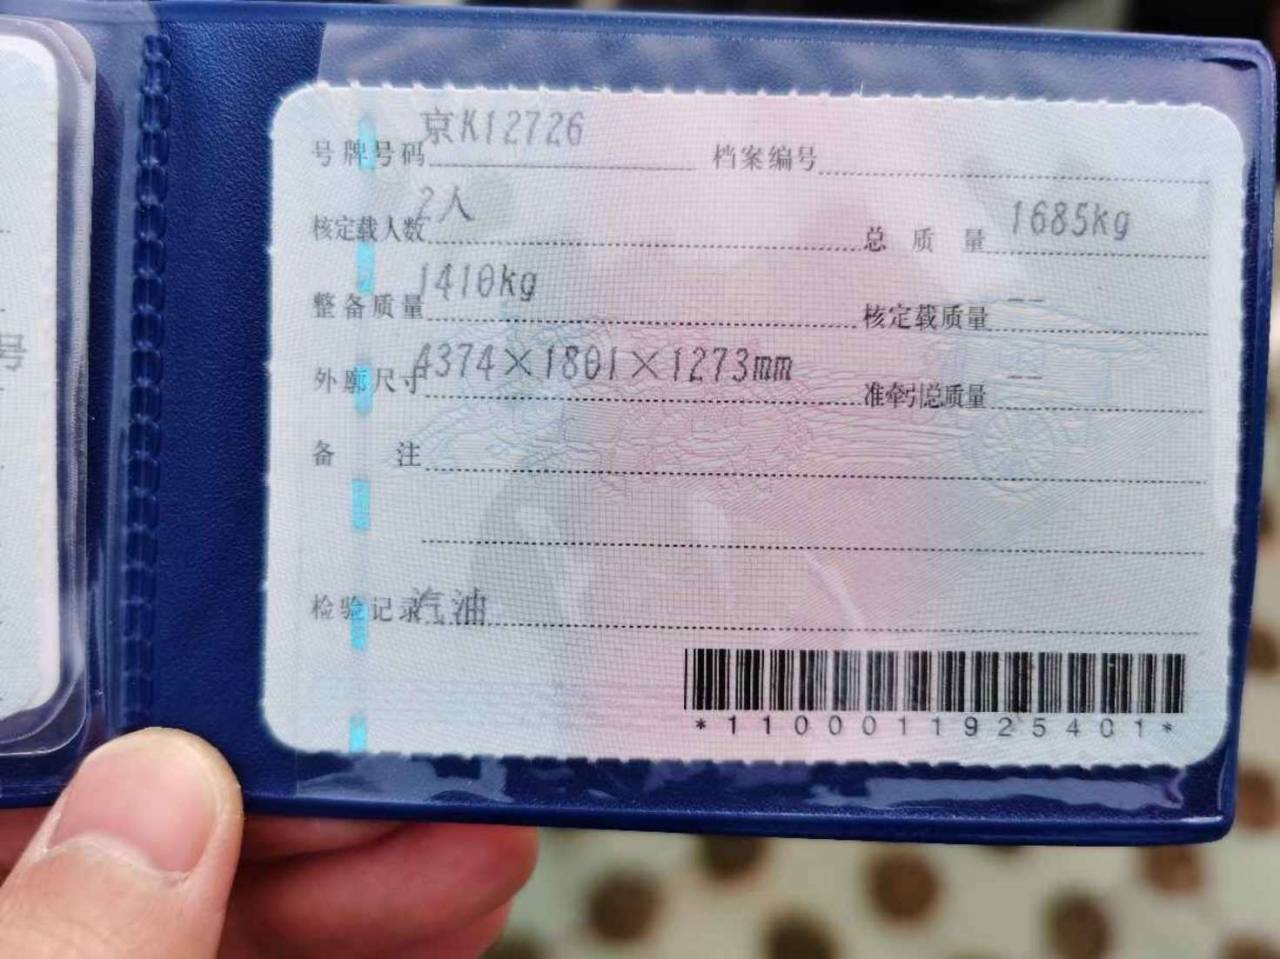 号牌号码 京K12726 档案编号
核定载人数 2人 总质量 1685kg
整备质量 1410kg 核定载质量 --
外廓尺寸 4374×1801×1273mm 准牵引总质量 --
备注
检验记录 汽油
*1100011925401*
号